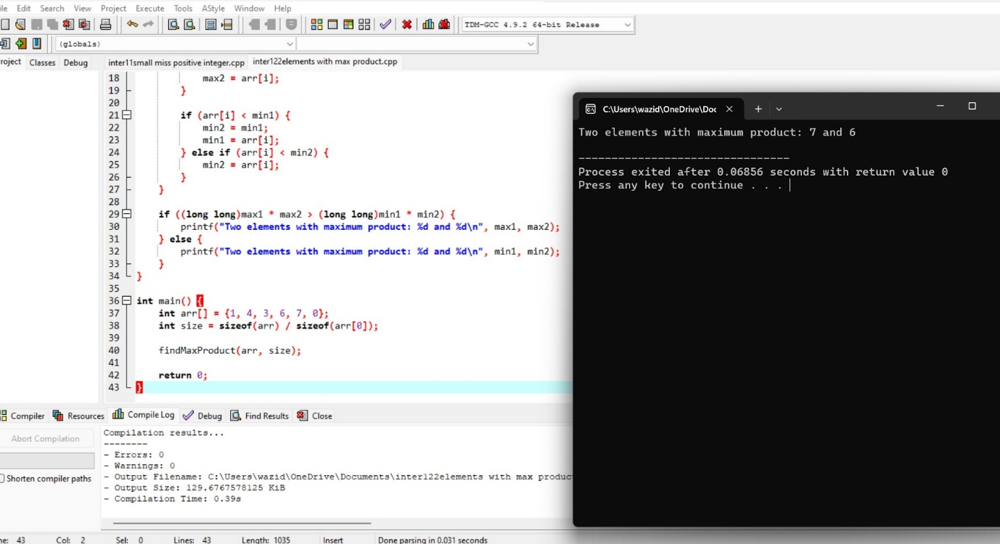 Edit Search View Project Execute Tools AStyle Window Help
TDM-GCC 4.9.2 64-bit Release
(globals)
Classes Debug inter11small miss positive integer.cpp inter122elements with max product.cpp
18 max2 = arr[i];
19 }
20
21 if (arr[i] < min1) {
22 min2 = min1;
23 min1 = arr[i];
24 } else if (arr[i] < min2) {
25 min2 = arr[i];
26 }
27 }
28
29 if ((long long)max1 * max2 > (long long)min1 * min2) {
30 printf("Two elements with maximum product: %d and %d\n", max1, max2);
31 } else {
32 printf("Two elements with maximum product: %d and %d\n", min1, min2);
33 }
34 }
35
36 int main() {
37 int arr[] = {1, 4, 3, 6, 7, 0};
38 int size = sizeof(arr) / sizeof(arr[0]);
39
40 findMaxProduct(arr, size);
41
42 return 0;
43 }
C:\Users\wazid\OneDrive\Doc
Two elements with maximum product: 7 and 6
--------------------------------
Process exited after 0.06856 seconds with return value 0
Press any key to continue . . .
Compiler Resources Compile Log Debug Find Results Close
Abort Compilation
Shorten compiler paths
Compilation results...
--------
- Errors: 0
- Warnings: 0
- Output Filename: C:\Users\wazid\OneDrive\Documents\inter122elements with max produc
- Output Size: 129.6767578125 KiB
- Compilation Time: 0.39s
43 Col: 2 Sel: 0 Lines: 43 Length: 1035 Insert Done parsing in 0.031 seconds